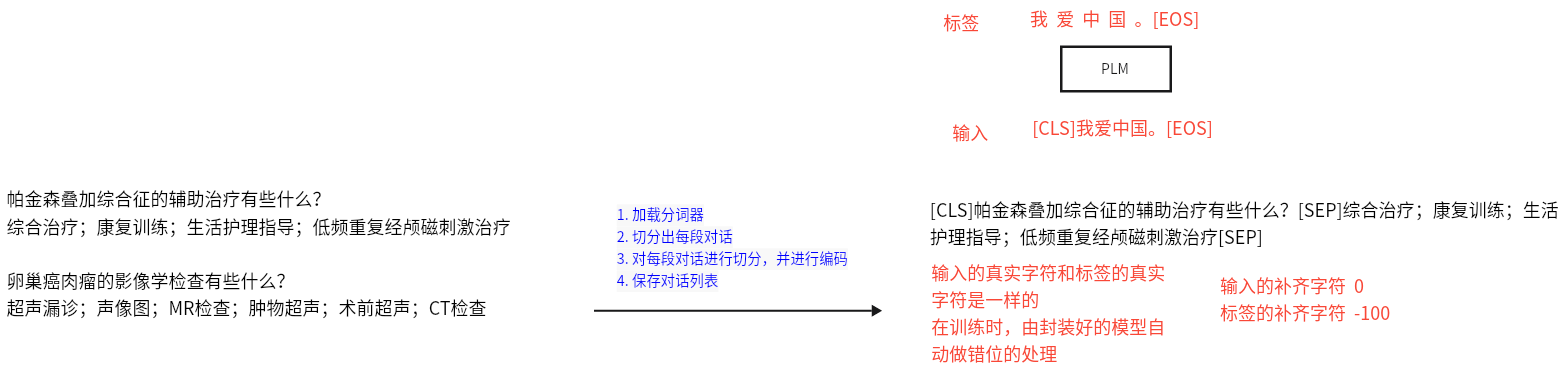 标签
我 爱 中 国 。[EOS]
PLM
输入
[CLS]我爱中国。[EOS]
帕金森叠加综合征的辅助治疗有些什么？
综合治疗；康复训练；生活护理指导；低频重复经颅磁刺激治疗
卵巢癌肉瘤的影像学检查有些什么？
超声漏诊；声像图；MR检查；肿物超声；术前超声；CT检查
1. 加载分词器
2. 切分出每段对话
3. 对每段对话进行切分，并进行编码
4. 保存对话列表
[CLS]帕金森叠加综合征的辅助治疗有些什么？[SEP]综合治疗；康复训练；生活
护理指导；低频重复经颅磁刺激治疗[SEP]
输入的真实字符和标签的真实
字符是一样的
在训练时，由封装好的模型自
动做错位的处理
输入的补齐字符 0
标签的补齐字符 -100